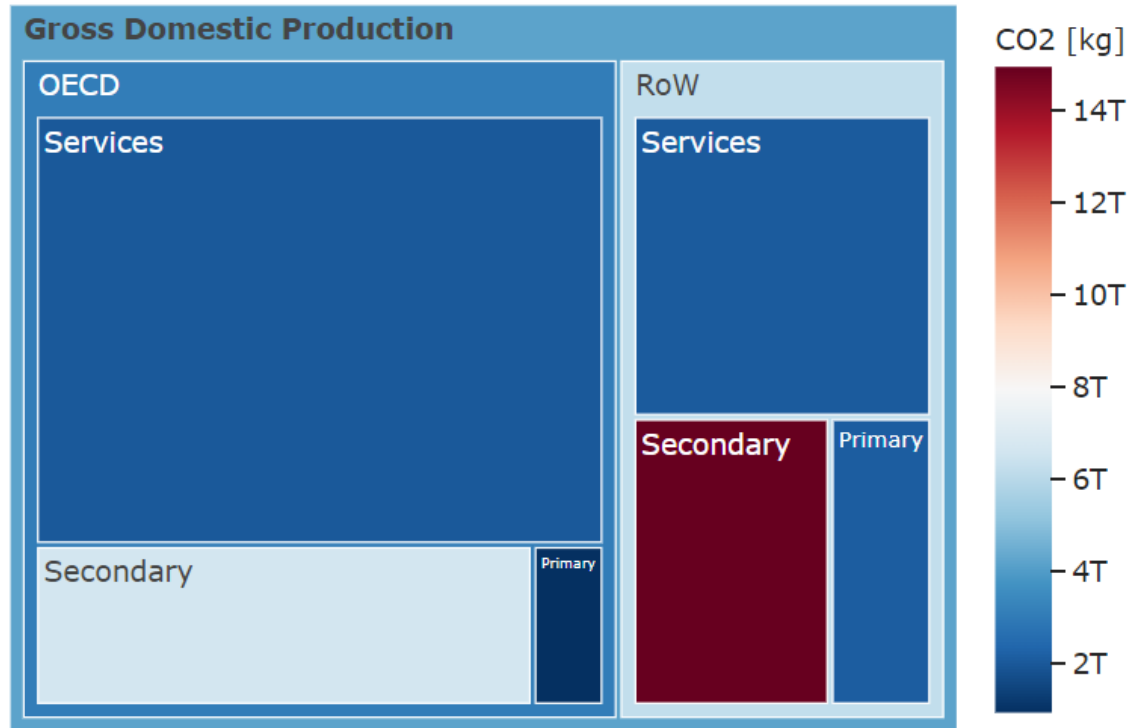 Gross Domestic Production
OECD
Services
Secondary
Primary
RoW
Services
Secondary
Primary
CO2 [kg]
14T
12T
10T
8T
6T
4T
2T